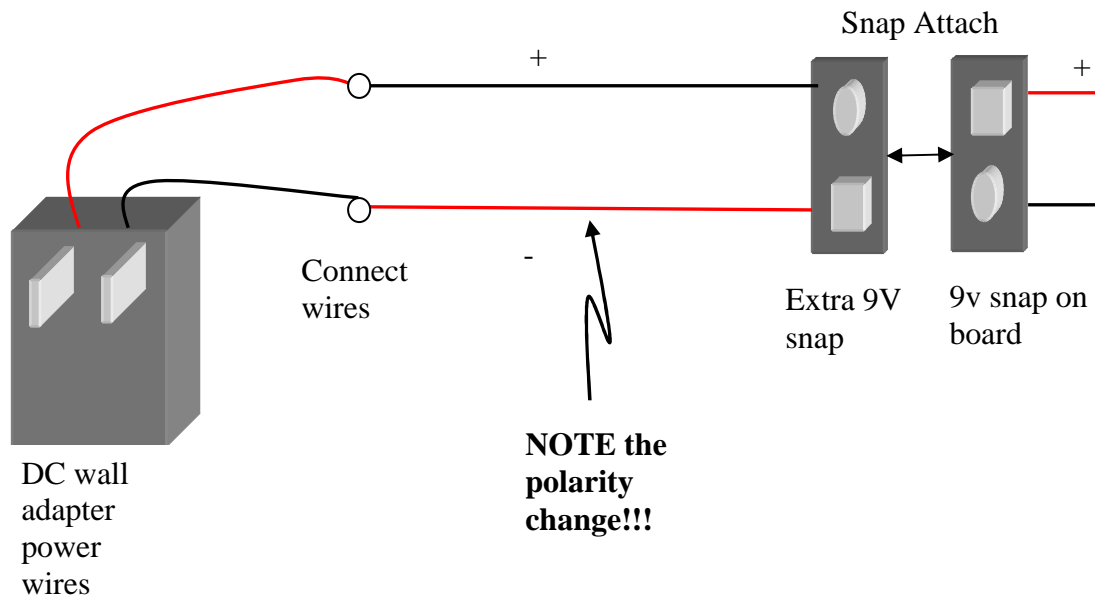 Snap Attach
+
+
-
Connect
wires
Extra 9V
snap
9v snap on
board
NOTE the
polarity
change!!!
DC wall
adapter
power
wires